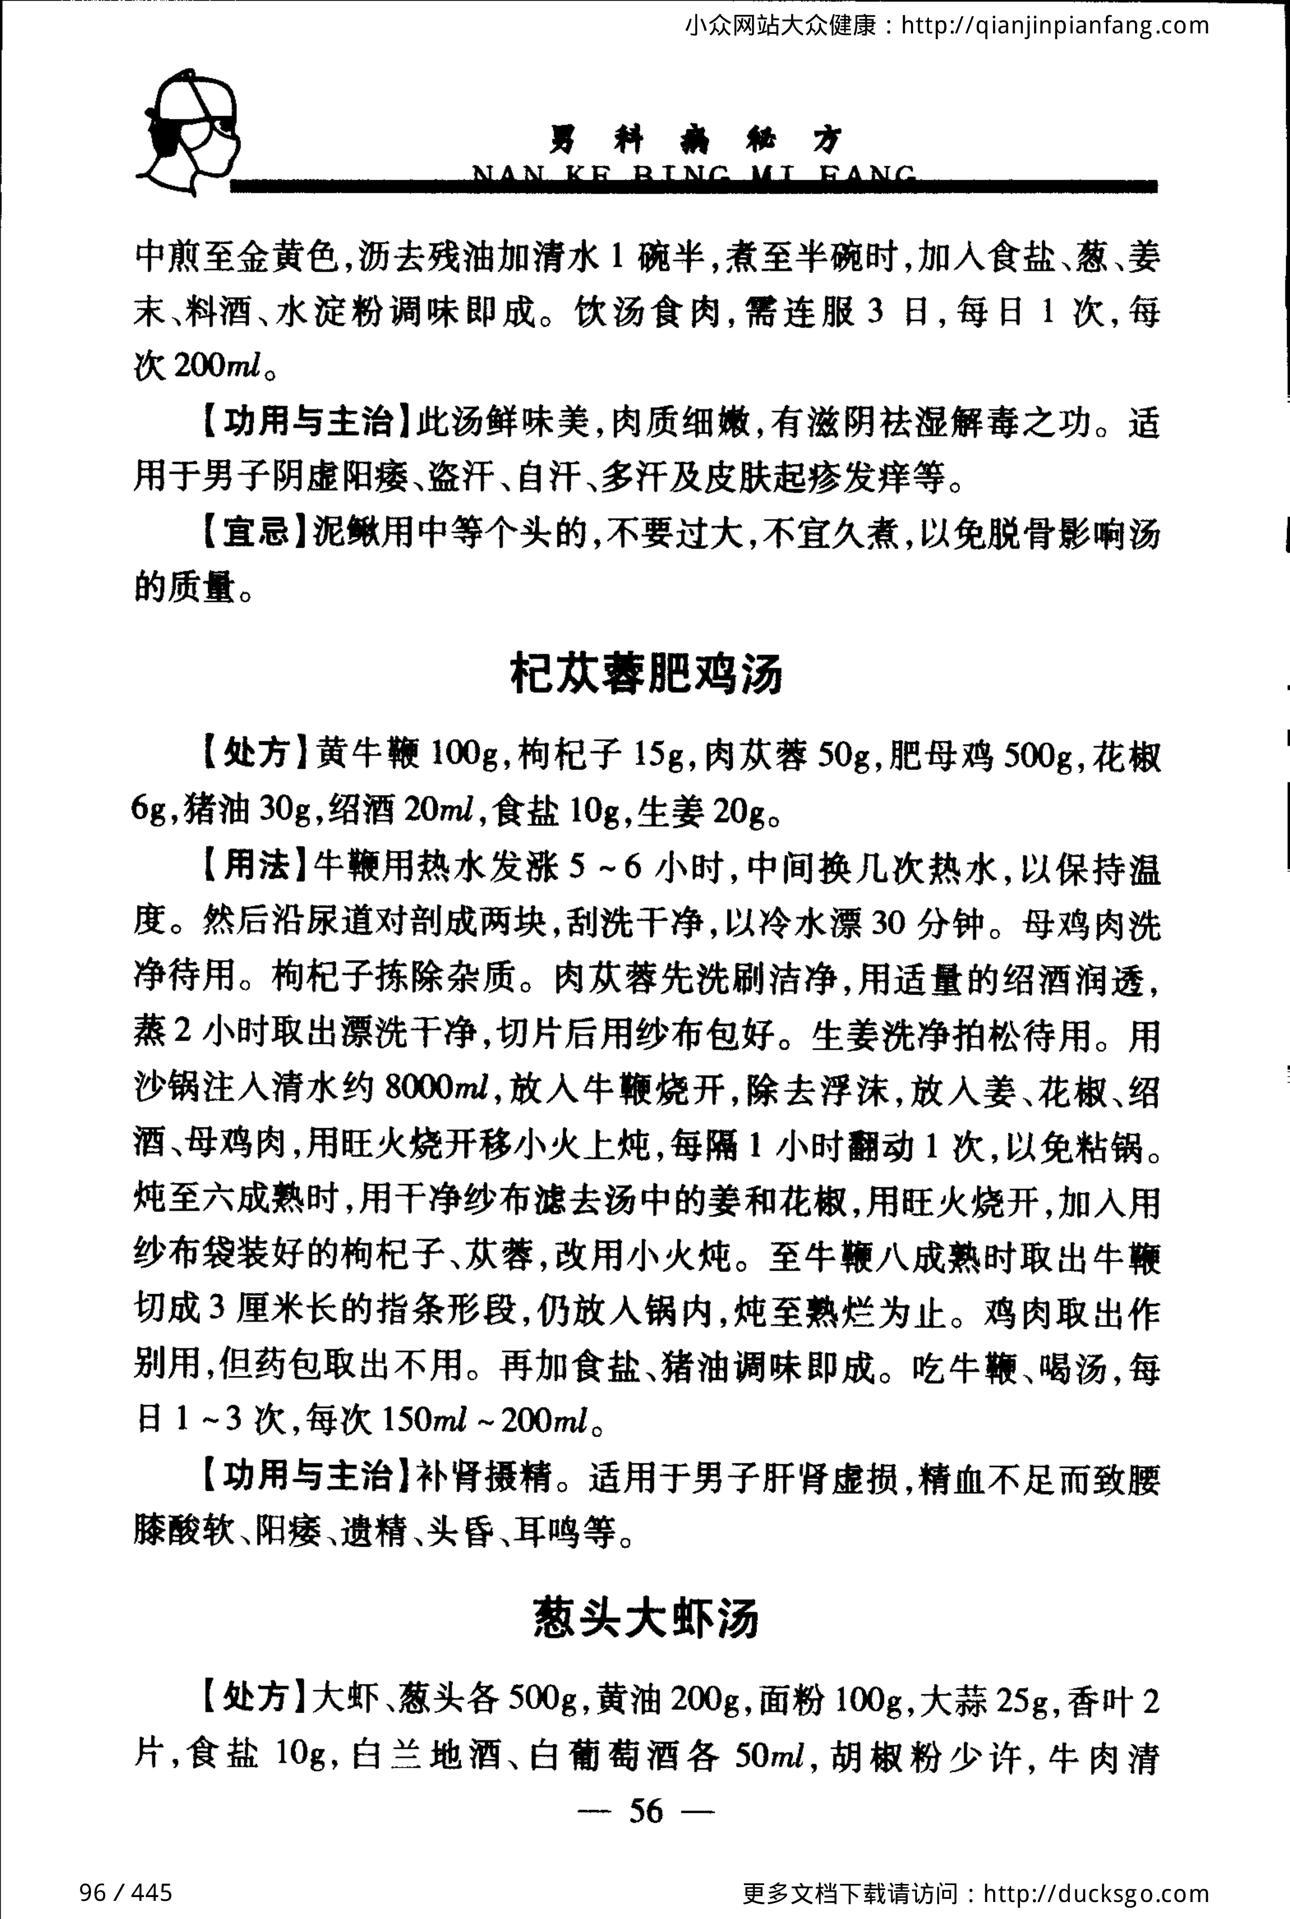 小众网站大众健康：http://qianjinpianfang.com
男科病秘方
NAN KE BING MI FANG
中煎至金黄色,沥去残油加清水1碗半,煮至半碗时,加入食盐、葱、姜
末、料酒、水淀粉调味即成。饮汤食肉,需连服3日,每日1次,每
次200ml。
【功用与主治】此汤鲜味美,肉质细嫩,有滋阴祛湿解毒之功。适
用于男子阴虚阳痿、盗汗、自汗、多汗及皮肤起疹发痒等。
【宜忌】泥鳅用中等个头的,不要过大,不宜久煮,以免脱骨影响汤
的质量。
杞苁蓉肥鸡汤
【处方】黄牛鞭100g,枸杞子15g,肉苁蓉50g,肥母鸡500g,花椒
6g,猪油30g,绍酒20ml,食盐10g,生姜20g。
【用法】牛鞭用热水发涨5~6小时,中间换几次热水,以保持温
度。然后沿尿道对剖成两块,刮洗干净,以冷水漂30分钟。母鸡肉洗
净待用。枸杞子拣除杂质。肉苁蓉先洗刷洁净,用适量的绍酒润透,
蒸2小时取出漂洗干净,切片后用纱布包好。生姜洗净拍松待用。用
沙锅注入清水约8000ml,放入牛鞭烧开,除去浮沫,放入姜、花椒、绍
酒、母鸡肉,用旺火烧开移小火上炖,每隔1小时翻动1次,以免粘锅。
炖至六成熟时,用干净纱布滤去汤中的姜和花椒,用旺火烧开,加入用
纱布袋装好的枸杞子、苁蓉,改用小火炖。至牛鞭八成熟时取出牛鞭
切成3厘米长的指条形段,仍放入锅内,炖至熟烂为止。鸡肉取出作
别用,但药包取出不用。再加食盐、猪油调味即成。吃牛鞭、喝汤,每
日1~3次,每次150ml~200ml。
【功用与主治】补肾摄精。适用于男子肝肾虚损,精血不足而致腰
膝酸软、阳痿、遗精、头昏、耳鸣等。
葱头大虾汤
【处方】大虾、葱头各500g,黄油200g,面粉100g,大蒜25g,香叶2
片,食盐10g,白兰地酒、白葡萄酒各50ml,胡椒粉少许,牛肉清
— 56 —
96 / 445
更多文档下载请访问：http://ducksgo.com